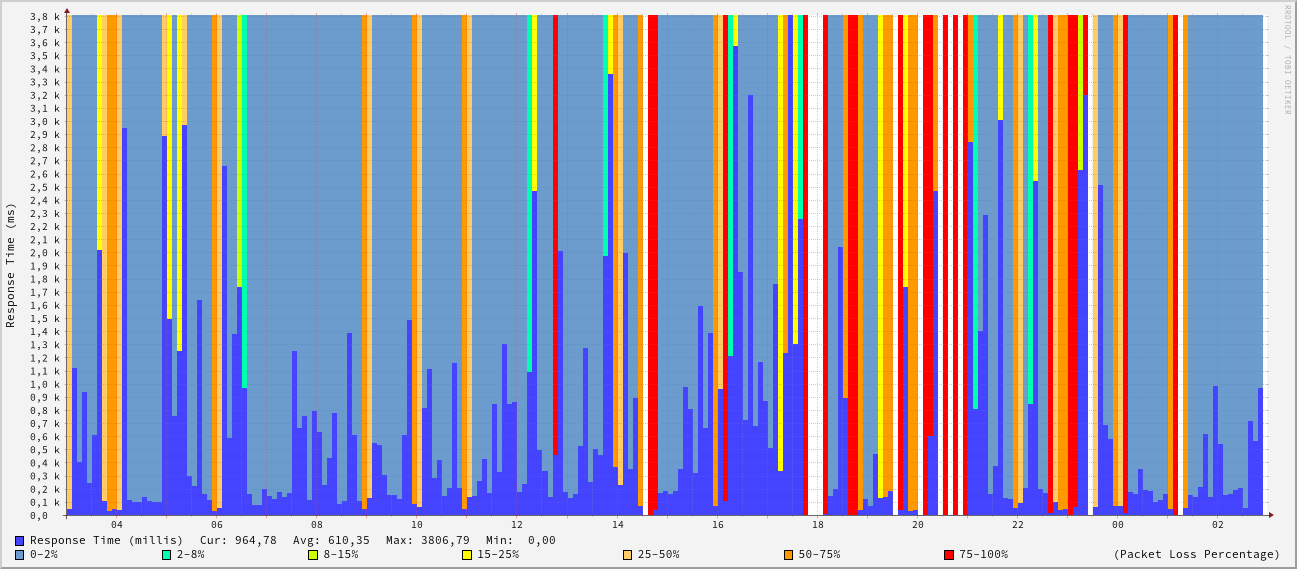 RRDTOOL / TOBI OETIKER
Response Time (ms)
3,8 k
3,7 k
3,6 k
3,5 k
3,4 k
3,3 k
3,2 k
3,1 k
3,0 k
2,9 k
2,8 k
2,7 k
2,6 k
2,5 k
2,4 k
2,3 k
2,2 k
2,1 k
2,0 k
1,9 k
1,8 k
1,7 k
1,6 k
1,5 k
1,4 k
1,3 k
1,2 k
1,1 k
1,0 k
0,9 k
0,8 k
0,7 k
0,6 k
0,5 k
0,4 k
0,3 k
0,2 k
0,1 k
0,0
04 06 08 10 12 14 16 18 20 22 00 02
Response Time (millis) Cur: 964,78 Avg: 610,35 Max: 3806,79 Min: 0,00
0-2% 2-8% 8-15% 15-25% 25-50% 50-75% 75-100% (Packet Loss Percentage)